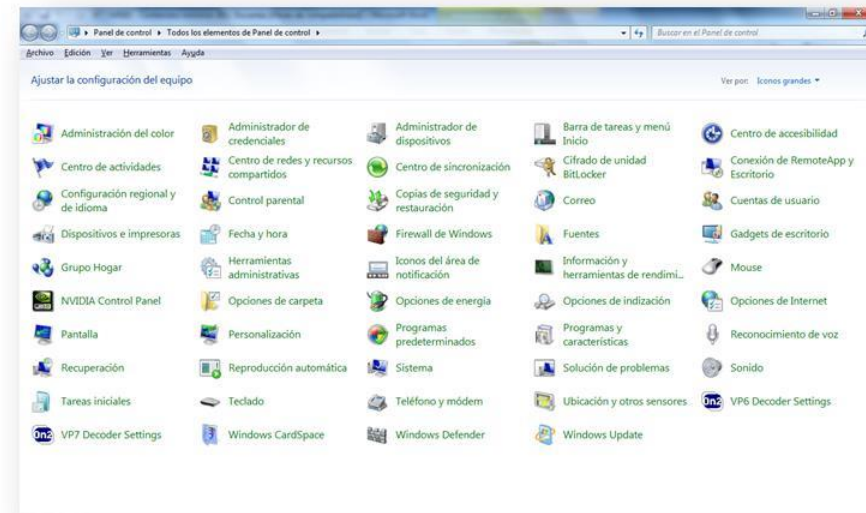 Panel de control ▸ Todos los elementos de Panel de control ▸
Buscar en el Panel de control
Archivo Edición Ver Herramientas Ayuda
Ajustar la configuración del equipo
Ver por: Iconos grandes
Administración del color
Administrador de
credenciales
Administrador de
dispositivos
Barra de tareas y menú
Inicio
Centro de accesibilidad
Centro de actividades
Centro de redes y recursos
compartidos
Centro de sincronización
Cifrado de unidad
BitLocker
Conexión de RemoteApp y
Escritorio
Configuración regional y
de idioma
Control parental
Copias de seguridad y
restauración
Correo
Cuentas de usuario
Dispositivos e impresoras
Fecha y hora
Firewall de Windows
Fuentes
Gadgets de escritorio
Grupo Hogar
Herramientas
administrativas
Iconos del área de
notificación
Información y
herramientas de rendimi...
Mouse
NVIDIA Control Panel
Opciones de carpeta
Opciones de energía
Opciones de indización
Opciones de Internet
Pantalla
Personalización
Programas
predeterminados
Programas y
características
Reconocimiento de voz
Recuperación
Reproducción automática
Sistema
Solución de problemas
Sonido
Tareas iniciales
Teclado
Teléfono y módem
Ubicación y otros sensores
On2
VP6 Decoder Settings
On2
VP7 Decoder Settings
Windows CardSpace
Windows Defender
Windows Update